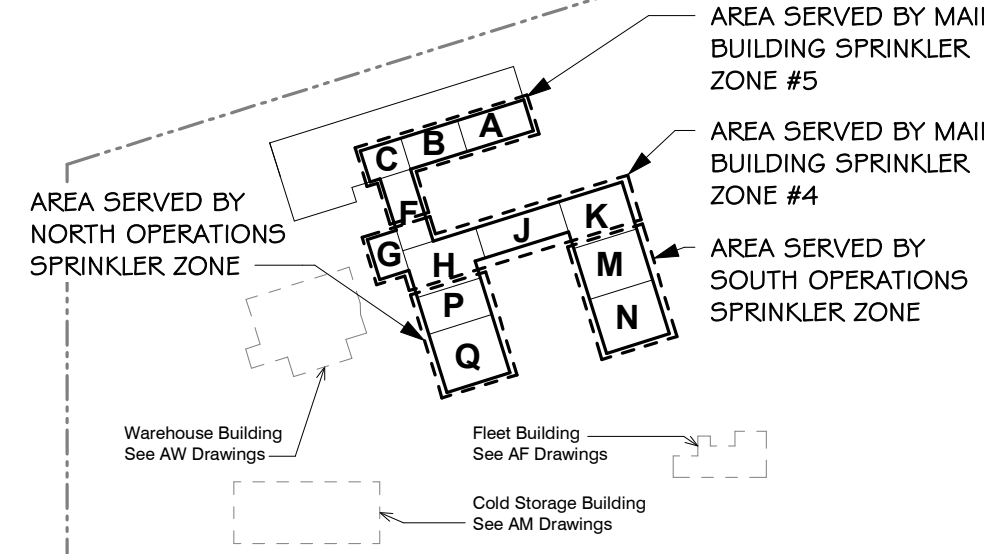 AREA SERVED BY MAI
BUILDING SPRINKLER
ZONE #5
AREA SERVED BY MAI
BUILDING SPRINKLER
ZONE #4
AREA SERVED BY
NORTH OPERATIONS
SPRINKLER ZONE
AREA SERVED BY
SOUTH OPERATIONS
SPRINKLER ZONE
A
B
C
F
G
H
J
K
M
N
P
Q
Warehouse Building
See AW Drawings
Fleet Building
See AF Drawings
Cold Storage Building
See AM Drawings